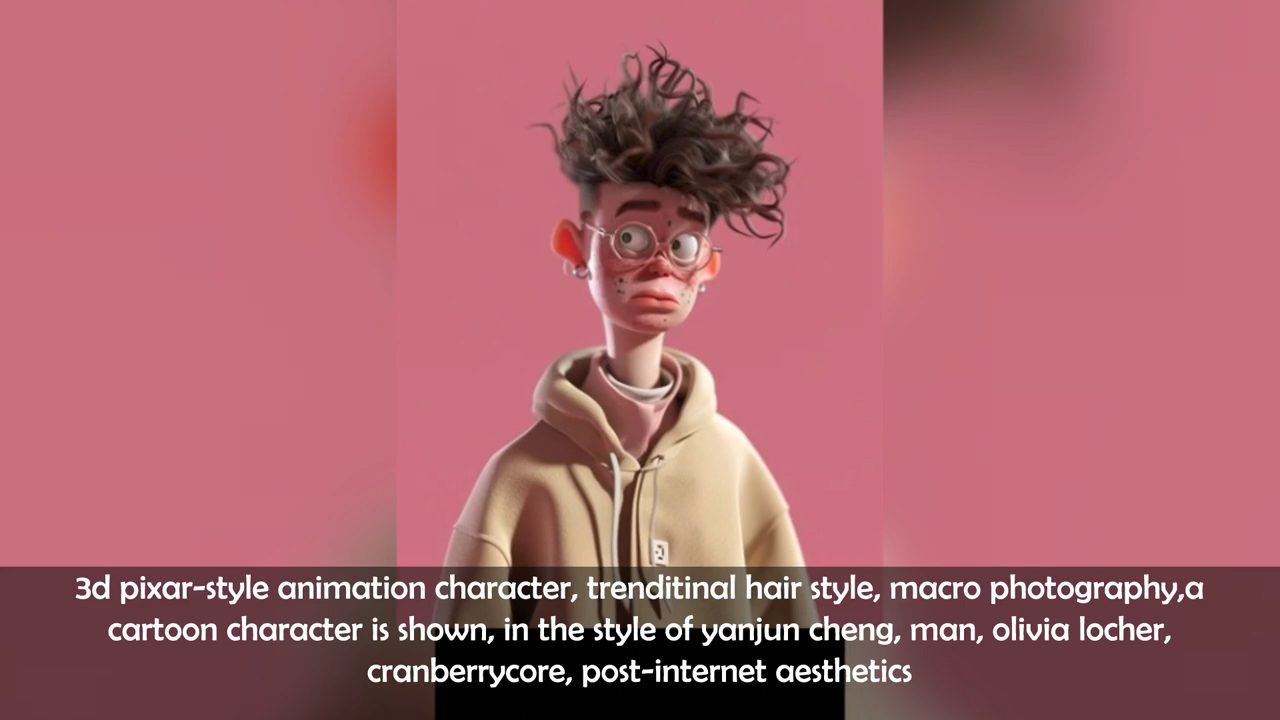 3d pixar-style animation character, trenditinal hair style, macro photography,a
cartoon character is shown, in the style of yanjun cheng, man, olivia locher,
cranberrycore, post-internet aesthetics